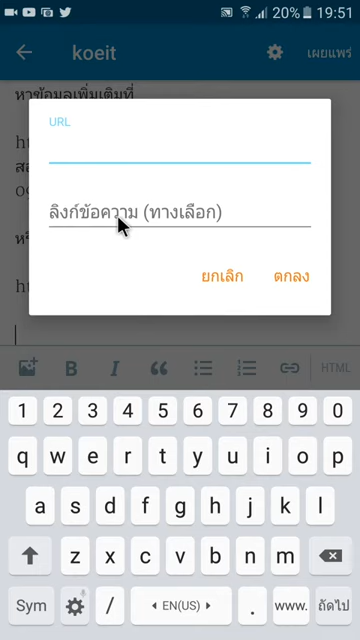 20% 19:51
koeit เผยแพร่
หาข้อมูลเพิ่มเติมที่
URL
ht
ลิงก์ข้อความ (ทางเลือก)
ยกเลิก ตกลง
ht
B I HTML
1 2 3 4 5 6 7 8 9 0
q w e r t y u i o p
a s d f g h j k l
z x c v b n m
Sym / EN(US) . www. ถัดไป